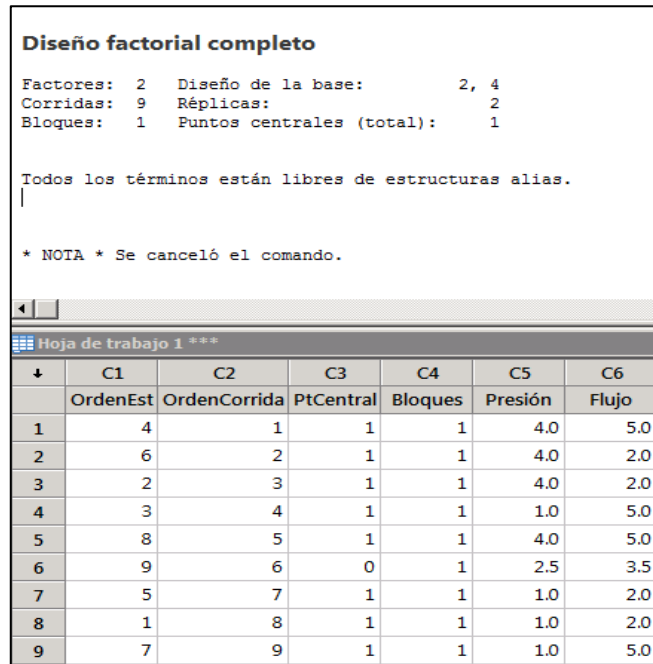 Diseño factorial completo
Factores: 2 Diseño de la base: 2, 4
Corridas: 9 Réplicas: 2
Bloques: 1 Puntos centrales (total): 1
Todos los términos están libres de estructuras alias.
* NOTA * Se canceló el comando.
Hoja de trabajo 1 ***
↓ C1 C2 C3 C4 C5 C6
OrdenEst OrdenCorrida PtCentral Bloques Presión Flujo
1 4 1 1 1 4.0 5.0
2 6 2 1 1 4.0 2.0
3 2 3 1 1 4.0 2.0
4 3 4 1 1 1.0 5.0
5 8 5 1 1 4.0 5.0
6 9 6 0 1 2.5 3.5
7 5 7 1 1 1.0 2.0
8 1 8 1 1 1.0 2.0
9 7 9 1 1 1.0 5.0